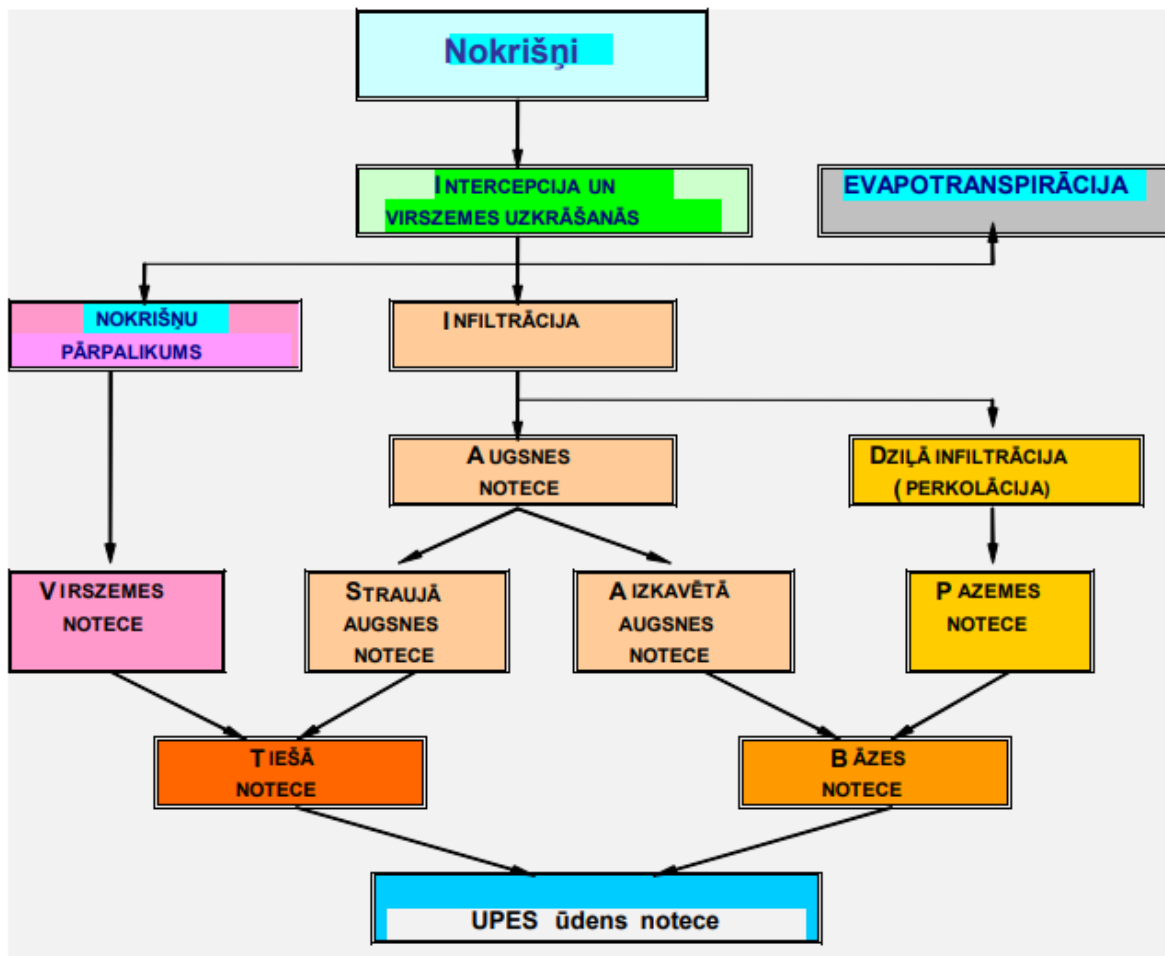 Nokrišņi
INTERCEPCIJA UN
VIRSZEMES UZKRĀŠANĀS
EVAPOTRANSPIRĀCIJA
NOKRIŠŅU
PĀRPALIKUMS
INFILTRĀCIJA
AUGSNES
NOTECE
DZIĻĀ INFILTRĀCIJA
( PERKOLĀCIJA)
VIRSZEMES
NOTECE
STRAUJĀ
AUGSNES
NOTECE
AIZKAVĒTĀ
AUGSNES
NOTECE
PAZEMES
NOTECE
TIEŠĀ
NOTECE
BĀZES
NOTECE
UPES ūdens notece